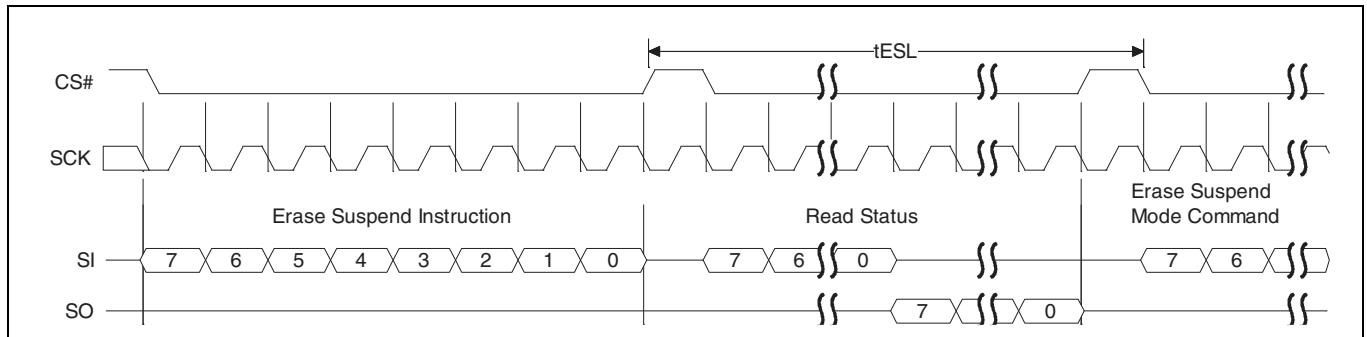 tESL
CS#
SCK
Erase Suspend Instruction
Read Status
Erase Suspend
Mode Command
SI 7 6 5 4 3 2 1 0 7 6 0 7 6
SO 7 0